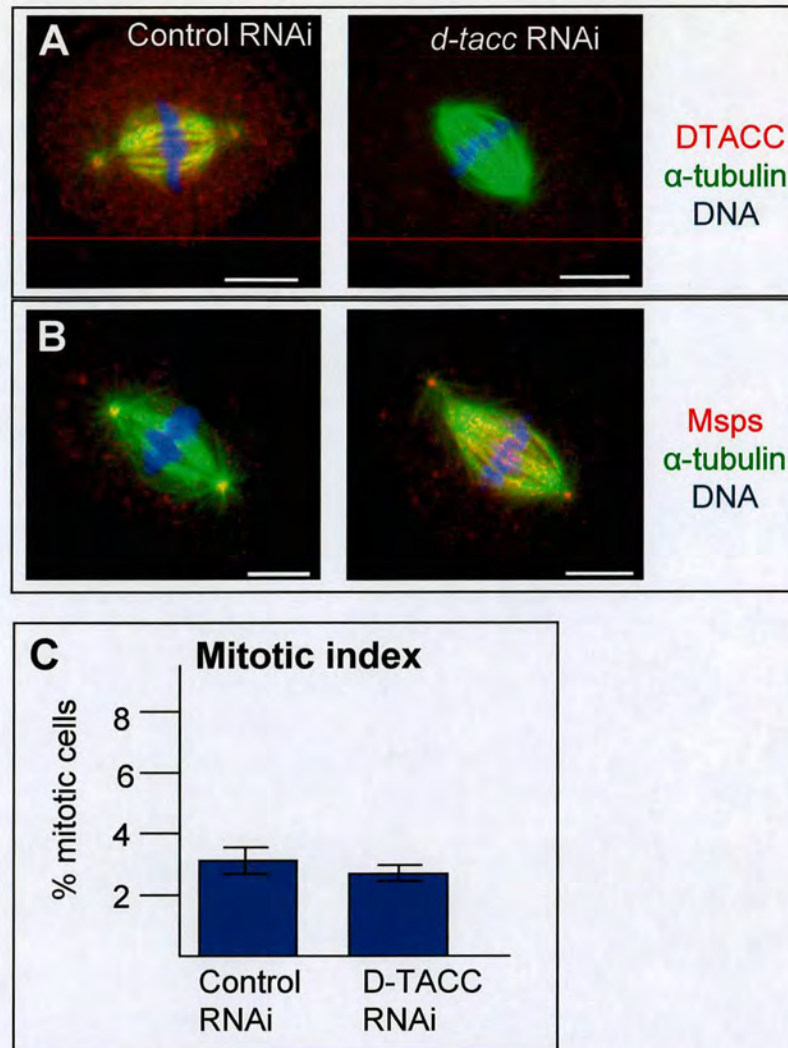 A
Control RNAi
d-tacc RNAi
DTACC
α-tubulin
DNA
B
Msps
α-tubulin
DNA
C
Mitotic index
% mitotic cells
8
6
4
2
Control
RNAi
D-TACC
RNAi